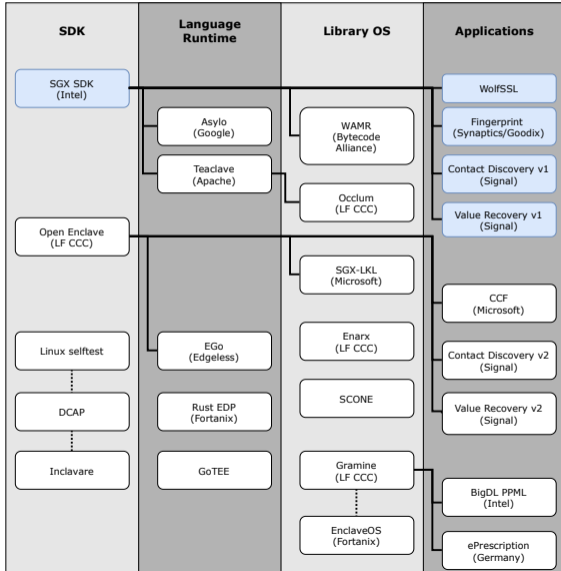 SDK
Language
Runtime
Library OS
Applications
SGX SDK
(Intel)
WolfSSL
Asylo
(Google)
WAMR
(Bytecode
Alliance)
Fingerprint
(Synaptics/Goodix)
Teaclave
(Apache)
Contact Discovery v1
(Signal)
Occlum
(LF CCC)
Value Recovery v1
(Signal)
Open Enclave
(LF CCC)
SGX-LKL
(Microsoft)
CCF
(Microsoft)
Linux selftest
EGo
(Edgeless)
Enarx
(LF CCC)
Contact Discovery v2
(Signal)
DCAP
Rust EDP
(Fortanix)
SCONE
Value Recovery v2
(Signal)
Inclavare
GoTEE
Gramine
(LF CCC)
BigDL PPML
(Intel)
EnclaveOS
(Fortanix)
ePrescription
(Germany)